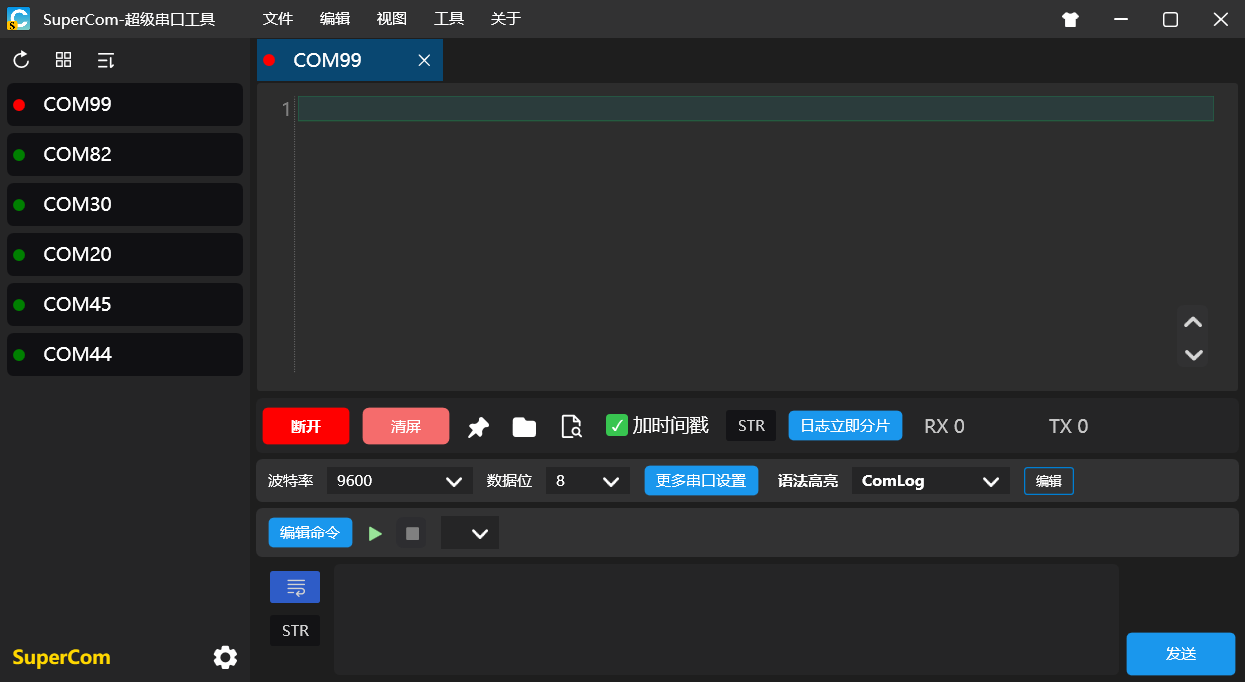 SuperCom-超级串口工具 文件 编辑 视图 工具 关于
COM99
COM99
COM82
COM30
COM20
COM45
COM44
1
断开 清屏 加时间戳 STR 日志立即分片 RX 0 TX 0
波特率 9600 数据位 8 更多串口设置 语法高亮 ComLog 编辑
编辑命令
STR
SuperCom
发送